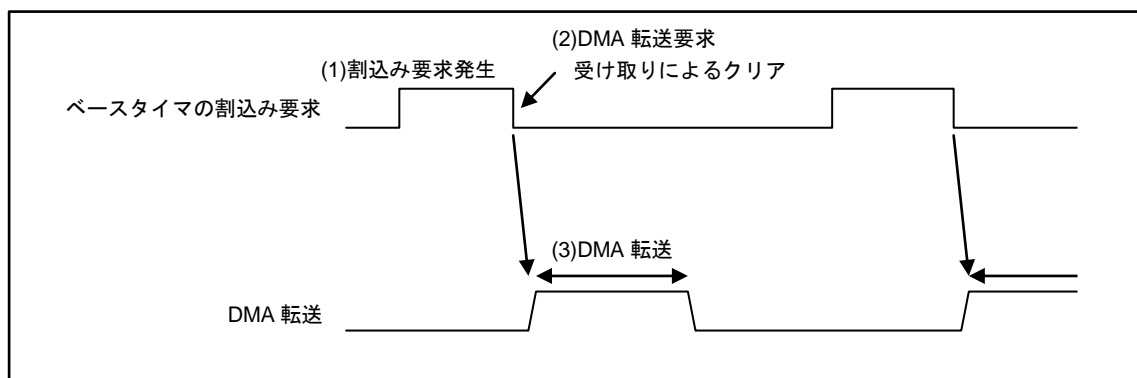 (2)DMA 転送要求
(1)割込み要求発生
受け取りによるクリア
ベースタイマの割込み要求
(3)DMA 転送
DMA 転送